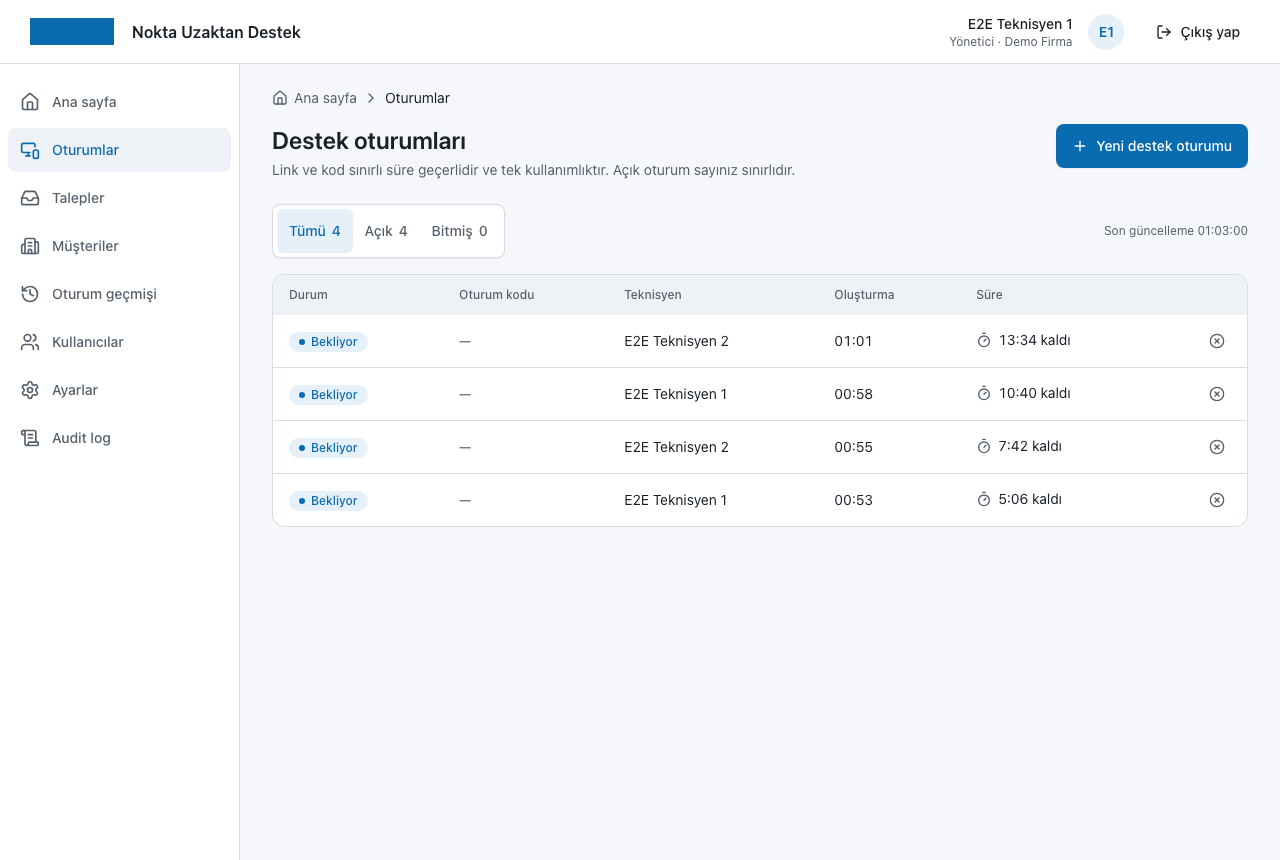 Nokta Uzaktan Destek
E2E Teknisyen 1
Yönetici · Demo Firma
E1
Çıkış yap
Ana sayfa
Oturumlar
Talepler
Müşteriler
Oturum geçmişi
Kullanıcılar
Ayarlar
Audit log
Ana sayfa > Oturumlar
Destek oturumları
Link ve kod sınırlı süre geçerlidir ve tek kullanımlıktır. Açık oturum sayınız sınırlıdır.
+ Yeni destek oturumu
Tümü 4 Açık 4 Bitmiş 0
Son güncelleme 01:03:00
Durum Oturum kodu Teknisyen Oluşturma Süre
Bekliyor — E2E Teknisyen 2 01:01 13:34 kaldı
Bekliyor — E2E Teknisyen 1 00:58 10:40 kaldı
Bekliyor — E2E Teknisyen 2 00:55 7:42 kaldı
Bekliyor — E2E Teknisyen 1 00:53 5:06 kaldı